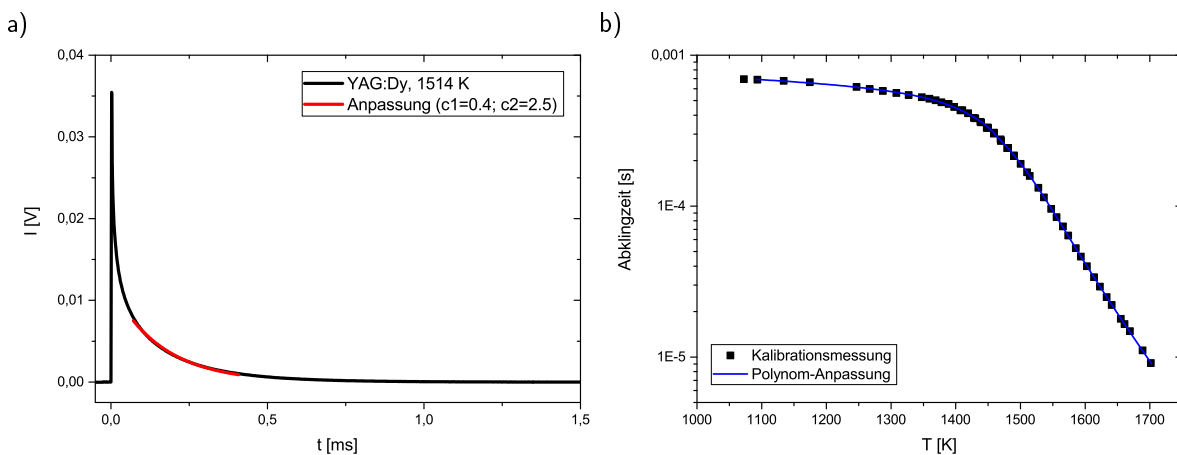 a)
0,04
0,03
0,02
0,01
0,00
I [V]
YAG:Dy, 1514 K
Anpassung (c1=0.4; c2=2.5)
0,0
0,5
1,0
1,5
t [ms]
b)
0,001
1E-4
1E-5
Abklingzeit [s]
Kalibrationsmessung
Polynom-Anpassung
1000
1100
1200
1300
1400
1500
1600
1700
T [K]